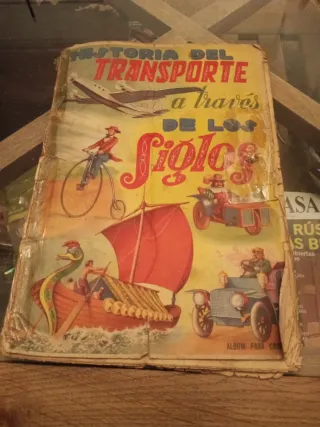 HISTORIA DEL
TRANSPORTE
a través
DE LOS
Siglos
ALBUM PARA
ASA
RÚS
AS B